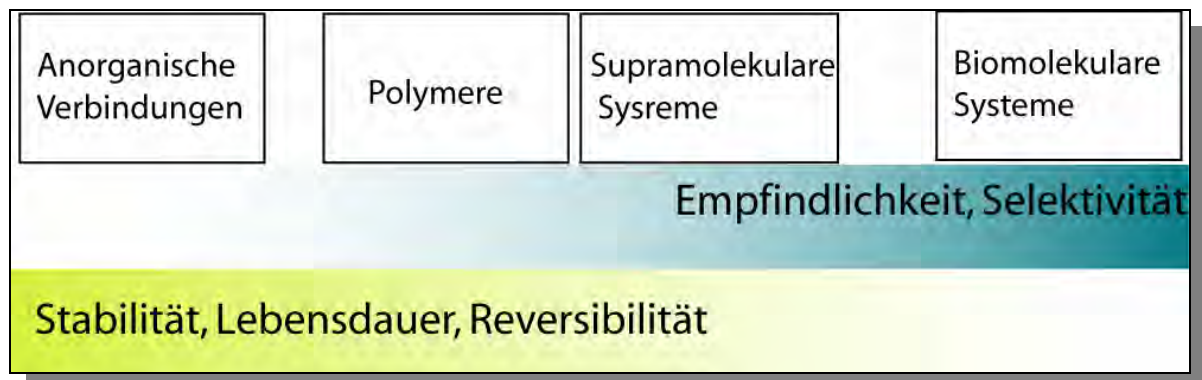 Anorganische
Verbindungen
Polymere
Supramolekulare
Sysreme
Biomolekulare
Systeme
Empfindlichkeit, Selektivität
Stabilität, Lebensdauer, Reversibilität